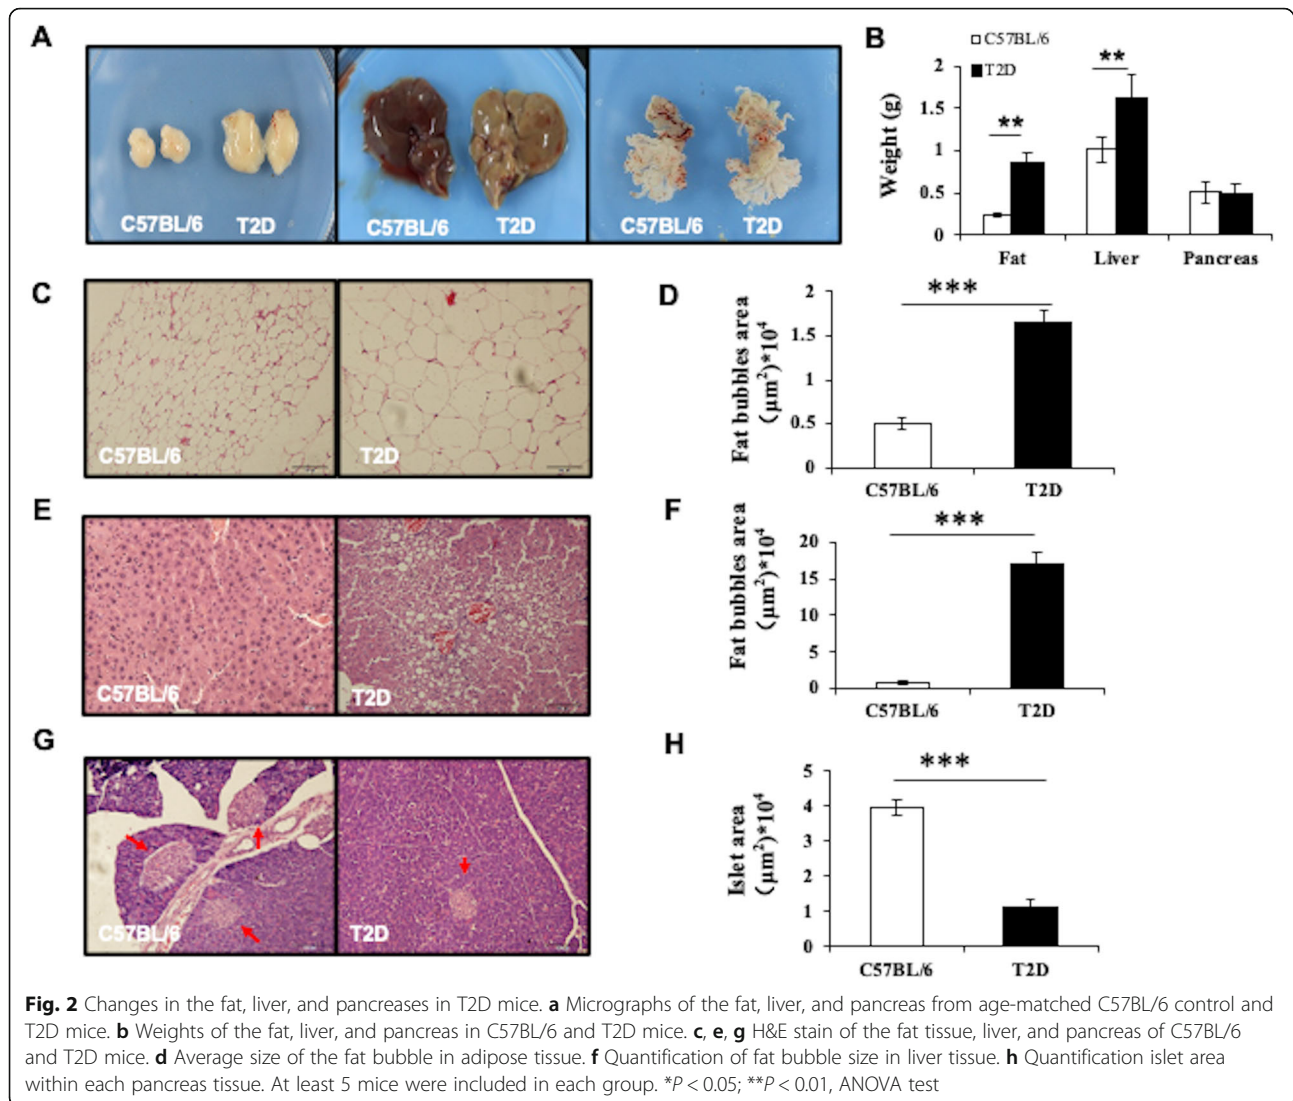 A
C57BL/6 T2D
C57BL/6 T2D
C57BL/6 T2D
B
C57BL/6
T2D
**
**
Weight (g)
2
1.5
1
0.5
0
Fat Liver Pancreas
C
C57BL/6
T2D
D
***
Fat bubbles area
(μm²)*10⁴
2
1.5
1
0.5
0
C57BL/6 T2D
E
C57BL/6
T2D
F
***
Fat bubbles area
(μm²)*10⁴
20
15
10
5
0
C57BL/6 T2D
G
C57BL/6
T2D
H
***
Islet area
(μm²)*10⁴
5
4
3
2
1
0
C57BL/6 T2D
Fig. 2 Changes in the fat, liver, and pancreases in T2D mice. a Micrographs of the fat, liver, and pancreas from age-matched C57BL/6 control and
T2D mice. b Weights of the fat, liver, and pancreas in C57BL/6 and T2D mice. c, e, g H&E stain of the fat tissue, liver, and pancreas of C57BL/6
and T2D mice. d Average size of the fat bubble in adipose tissue. f Quantification of fat bubble size in liver tissue. h Quantification islet area
within each pancreas tissue. At least 5 mice were included in each group. *P < 0.05; **P < 0.01, ANOVA test